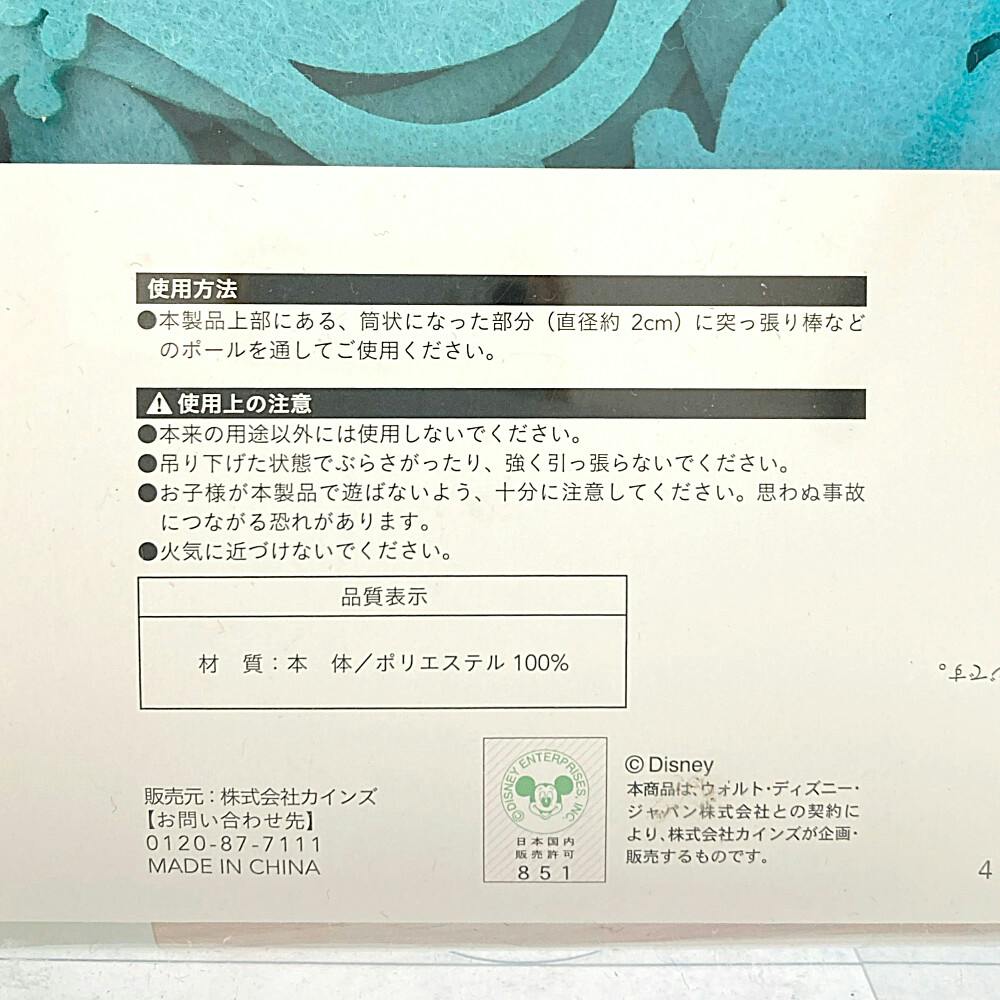 使用方法
●本製品上部にある、筒状になった部分（直径約 2cm）に突っ張り棒など
のポールを通してご使用ください。
⚠使用上の注意
●本来の用途以外には使用しないでください。
●吊り下げた状態でぶらさがったり、強く引っ張らないでください。
●お子様が本製品で遊ばないよう、十分に注意してください。思わぬ事故
につながる恐れがあります。
●火気に近づけないでください。
品質表示
材　質：本　体／ポリエステル 100%
販売元：株式会社カインズ
【お問い合わせ先】
0120-87-7111
MADE IN CHINA
©DISNEY ENTERPRISES, INC
日本国内
販売許可
851
©Disney
本商品は、ウォルト・ディズニー・
ジャパン株式会社との契約に
より、株式会社カインズが企画・
販売するものです。
4